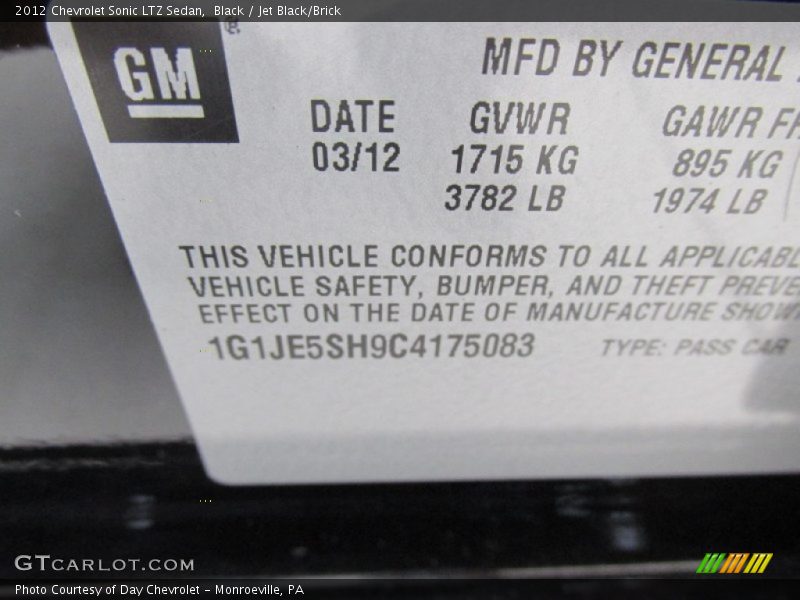 2012 Chevrolet Sonic LTZ Sedan, Black / Jet Black/Brick
GM
MFD BY GENERAL
DATE GVWR GAWR
03/12 1715 KG 895 KG
3782 LB 1974 LB
THIS VEHICLE CONFORMS TO ALL
VEHICLE SAFETY, BUMPER, AND THEFT
EFFECT ON THE DATE OF MANUFACTURE
1G1JE5SH9C4175083 TYPE: PASS CAR
GTCARLOT.COM
Photo Courtesy of Day Chevrolet - Monroeville, PA